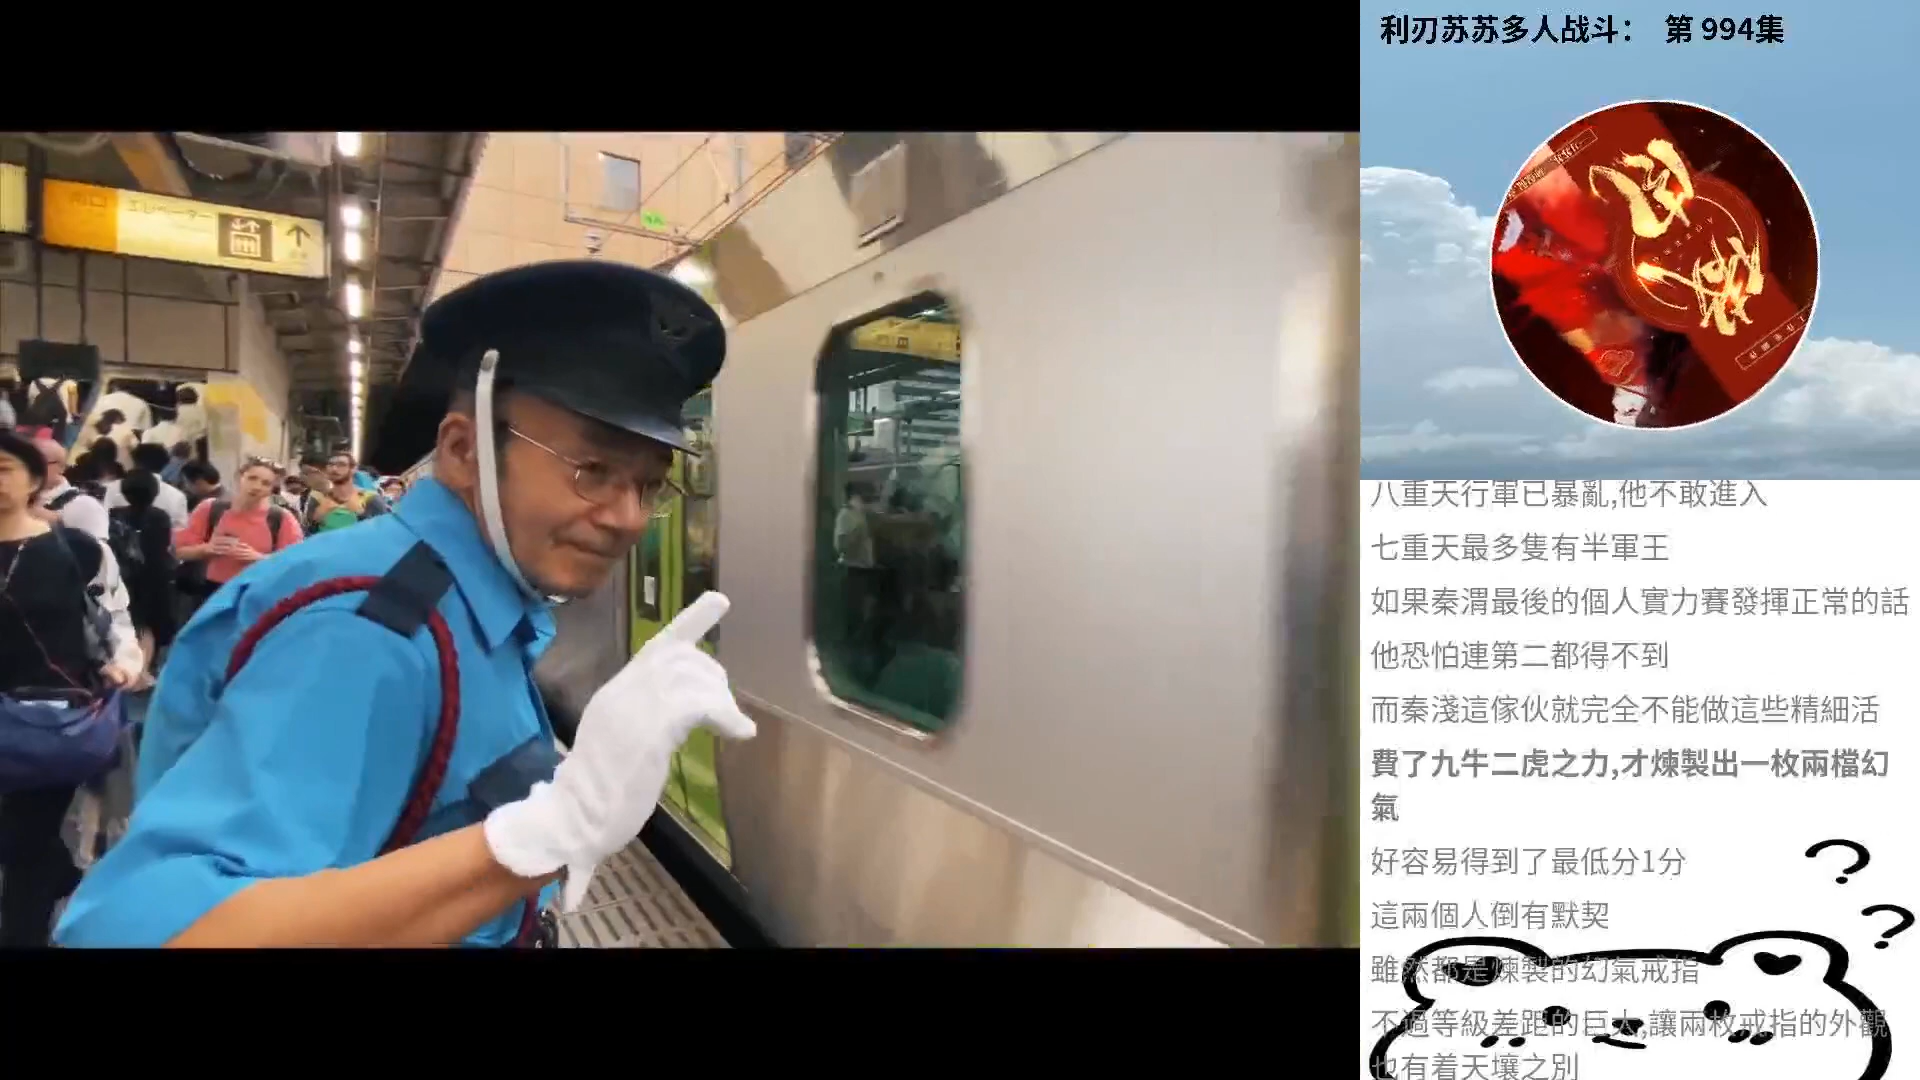 エレベーター
利刃苏苏多人战斗： 第 994集
八重天行軍已暴亂,他不敢進入
七重天最多隻有半軍王
如果秦渭最後的個人實力賽發揮正常的話
他恐怕連第二都得不到
而秦淺這傢伙就完全不能做這些精細活
費了九牛二虎之力,才煉製出一枚兩檔幻
氣
好容易得到了最低分1分
這兩個人倒有默契
雖然都是煉製的幻氣戒指
不過等級差距的巨大,讓兩枚戒指的外觀
也有着天壤之別